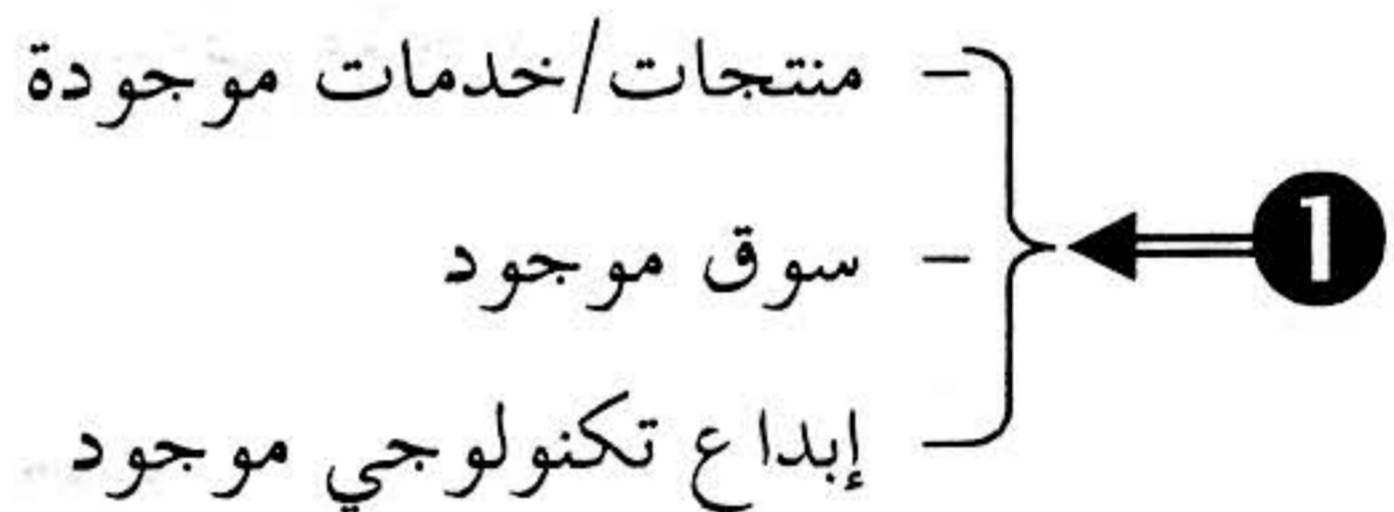 - منتجات/خدمات موجودة
1
- سوق موجود
- إبداع تكنولوجي موجود